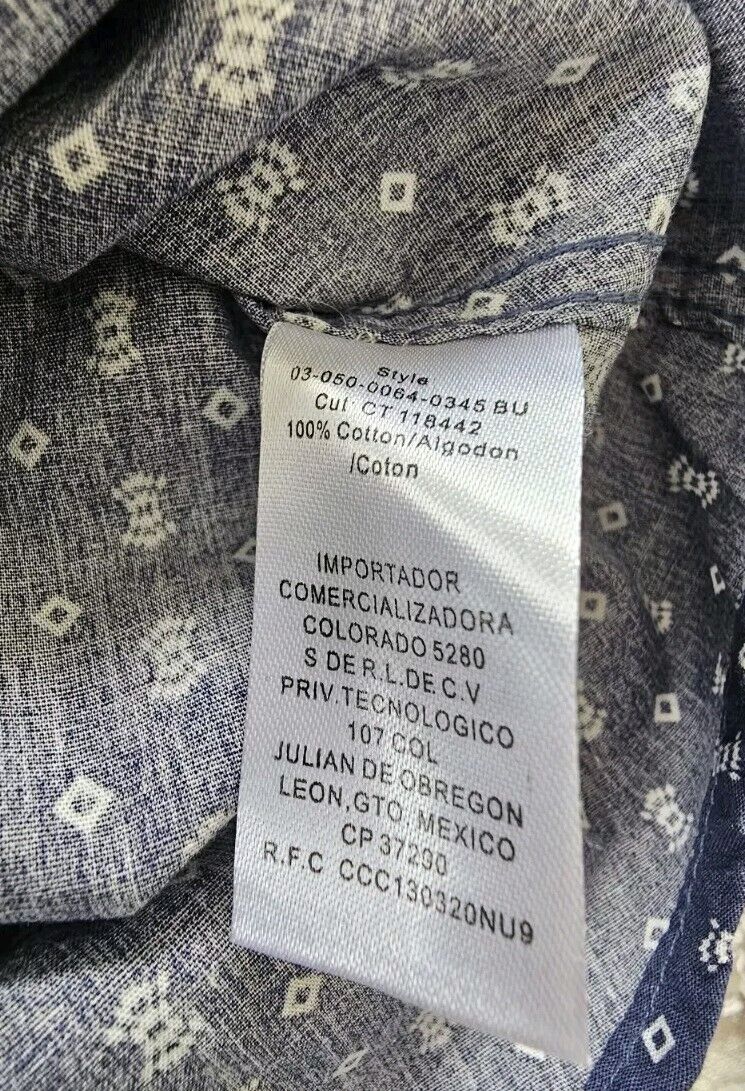 Style
03-050-0064-0345 BU
Cut CT 118442
100% Cotton/Algodon
/Coton
IMPORTADOR
COMERCIALIZADORA
COLORADO 5280
S DE R.L.DE C.V
PRIV.TECNOLOGICO
107 COL
JULIAN DE OBREGON
LEON,GTO. MEXICO
CP 37290
R.F.C CCC130320NU9